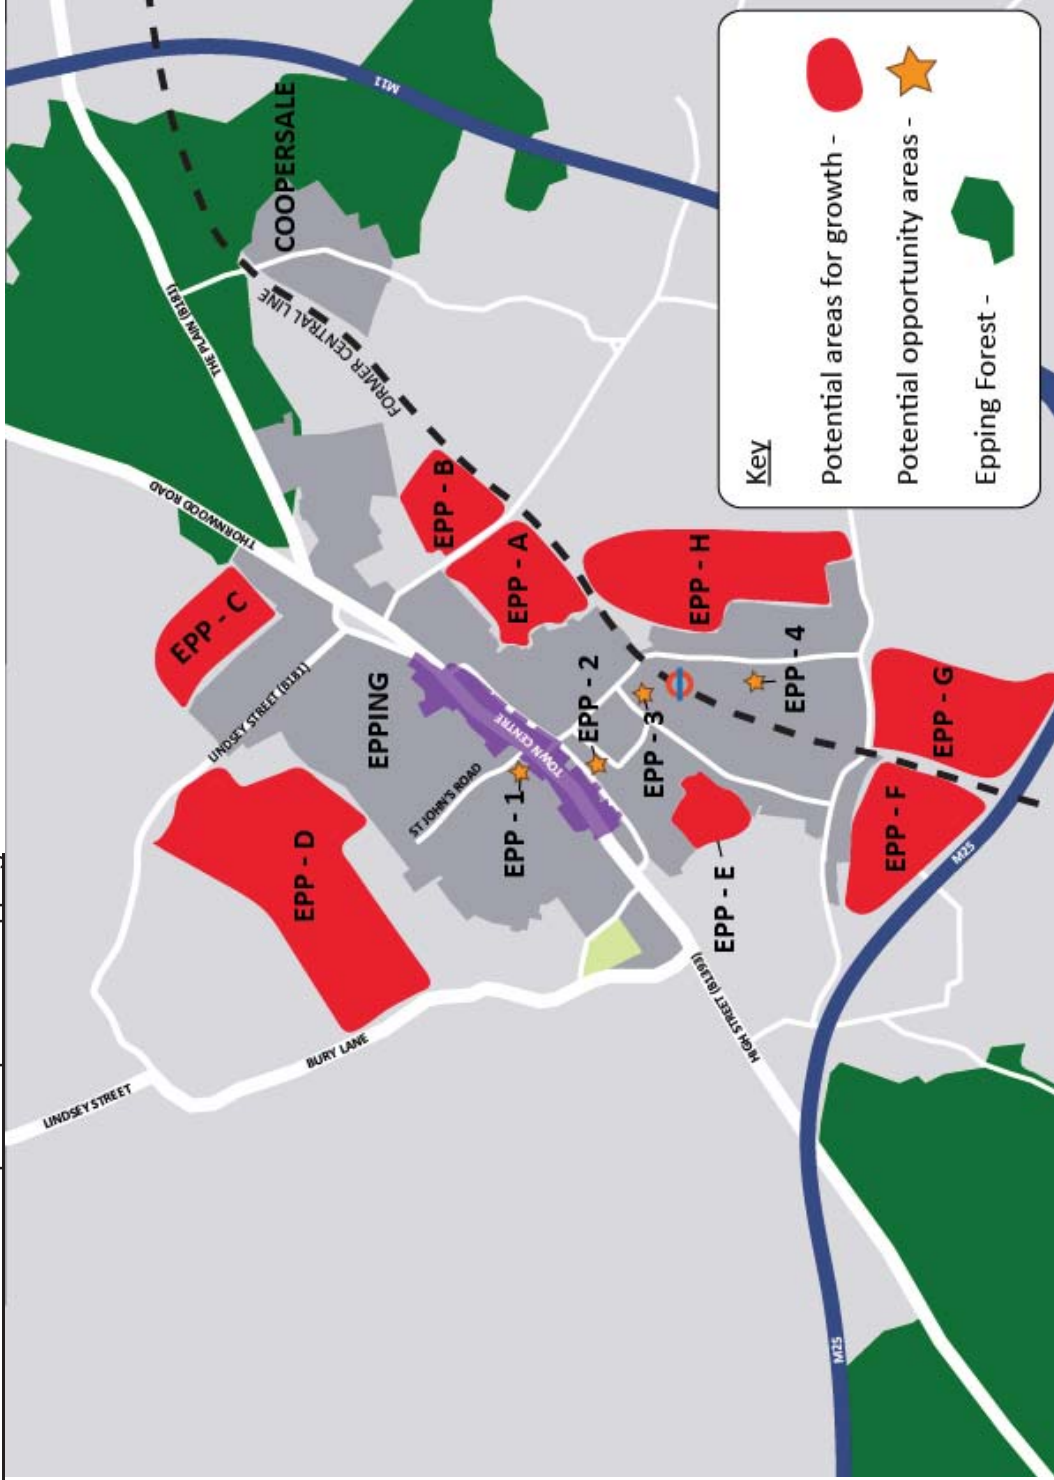 LINDSEY STREET
BURY LANE
LINDSEY STREET (B181)
THORNWOOD ROAD
THE PLAIN (B181)
M11
COOPERSALE
FORMER CENTRAL LINE
EPP - C
EPP - D
EPPING
EPP - B
EPP - A
TOWN CENTRE
ST JOHN'S ROAD
EPP - 1
EPP - 2
EPP - 3
EPP - 4
EPP - H
EPP - E
EPP - F
EPP - G
HIGH STREET (B1393)
M25
M25
Key
Potential areas for growth -
Potential opportunity areas -
Epping Forest -